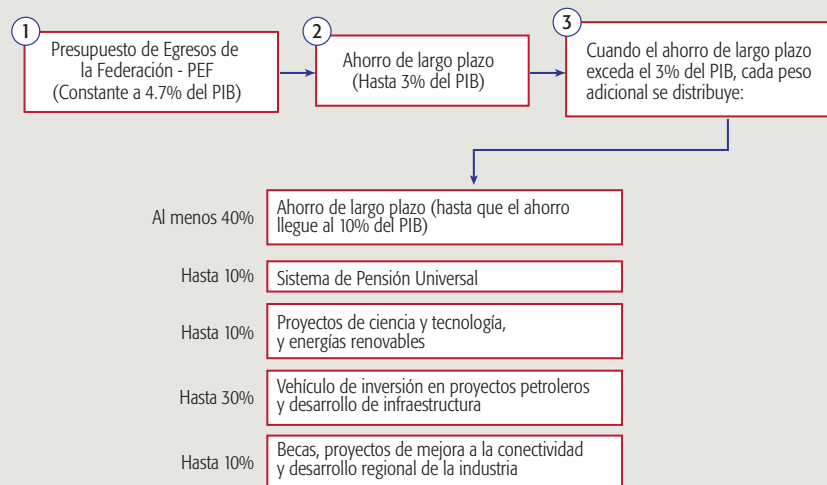 1
Presupuesto de Egresos de
la Federación - PEF
(Constante a 4.7% del PIB)
2
Ahorro de largo plazo
(Hasta 3% del PIB)
3
Cuando el ahorro de largo plazo
exceda el 3% del PIB, cada peso
adicional se distribuye:
Al menos 40%
Ahorro de largo plazo (hasta que el ahorro
llegue al 10% del PIB)
Hasta 10%
Sistema de Pensión Universal
Hasta 10%
Proyectos de ciencia y tecnología,
y energías renovables
Hasta 30%
Vehículo de inversión en proyectos petroleros
y desarrollo de infraestructura
Hasta 10%
Becas, proyectos de mejora a la conectividad
y desarrollo regional de la industria